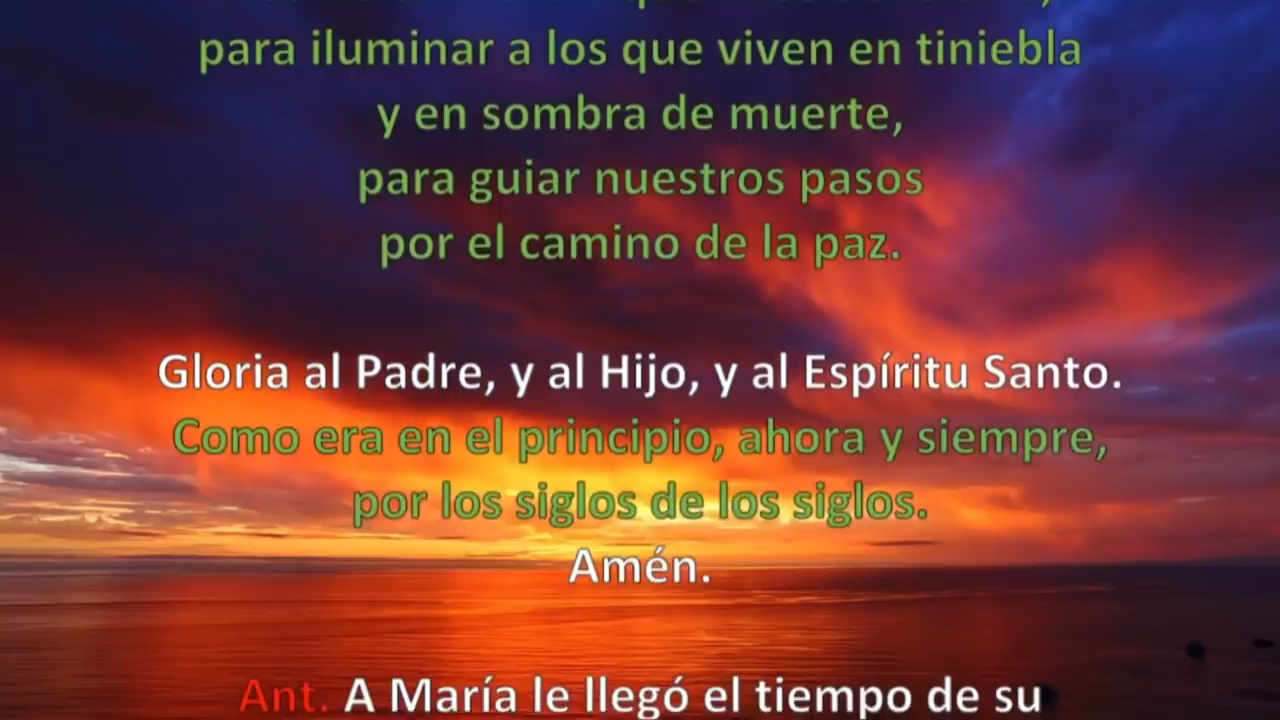 para iluminar a los que viven en tiniebla
y en sombra de muerte,
para guiar nuestros pasos
por el camino de la paz.
Gloria al Padre, y al Hijo, y al Espíritu Santo.
Como era en el principio, ahora y siempre,
por los siglos de los siglos.
Amén.
Ant. A María le llegó el tiempo de su